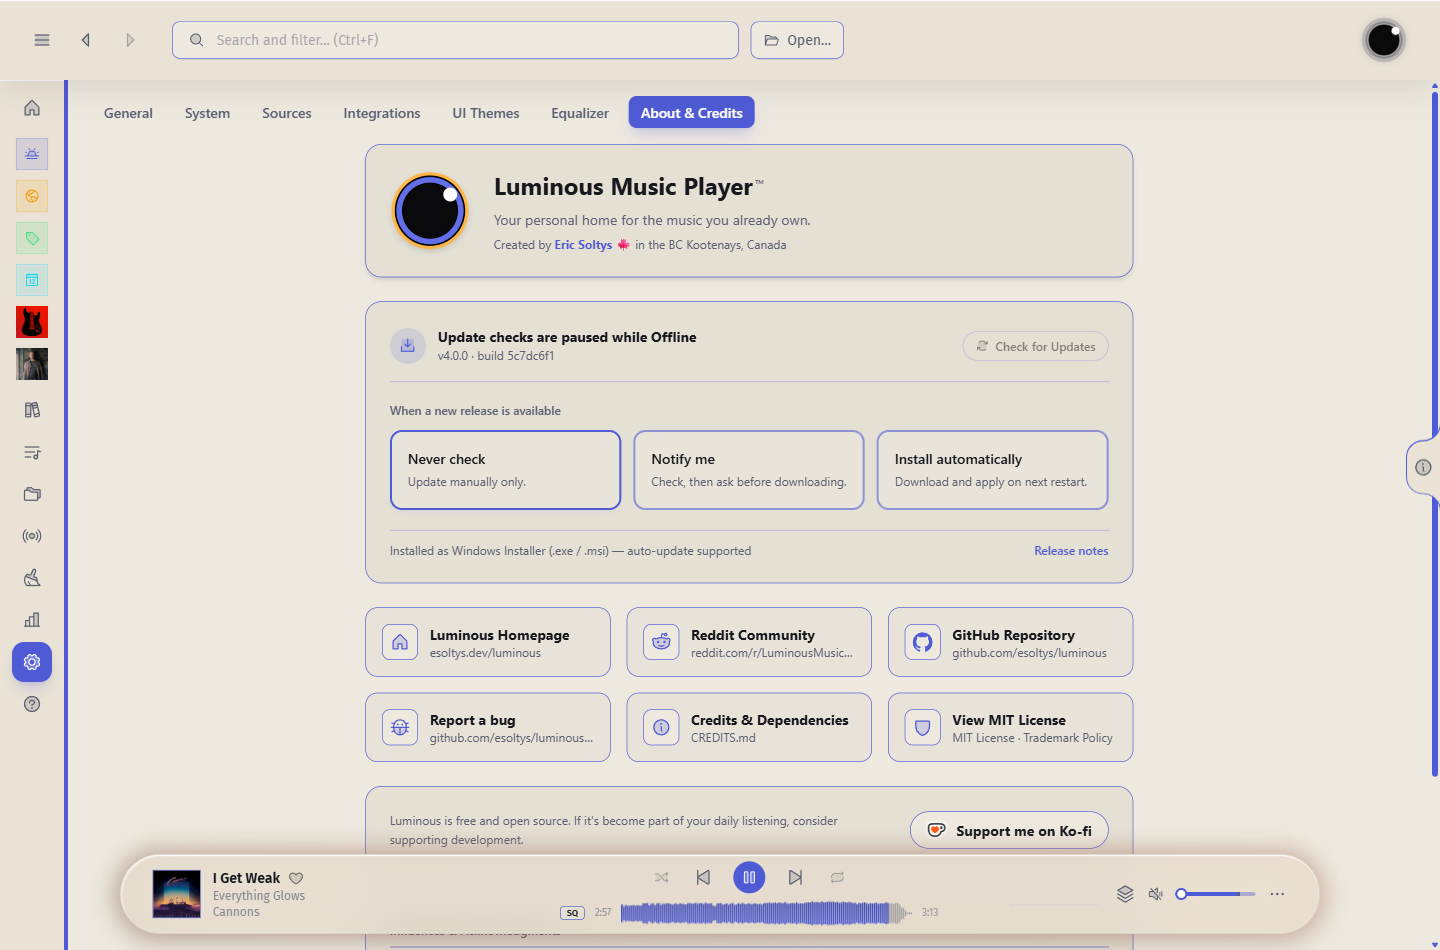 Search and filter... (Ctrl+F)
Open...
General
System
Sources
Integrations
UI Themes
Equalizer
About & Credits
Luminous Music Player™
Your personal home for the music you already own.
Created by Eric Soltys in the BC Kootenays, Canada
Update checks are paused while Offline
v4.0.0 · build 5c7dc6f1
Check for Updates
When a new release is available
Never check
Update manually only.
Notify me
Check, then ask before downloading.
Install automatically
Download and apply on next restart.
Installed as Windows Installer (.exe / .msi) — auto-update supported
Release notes
Luminous Homepage
esoltys.dev/luminous
Reddit Community
reddit.com/r/LuminousMusic...
GitHub Repository
github.com/esoltys/luminous
Report a bug
github.com/esoltys/luminous...
Credits & Dependencies
CREDITS.md
View MIT License
MIT License · Trademark Policy
Luminous is free and open source. If it's become part of your daily listening, consider
supporting development.
Support me on Ko-fi
I Get Weak
Everything Glows
Cannons
SQ
2:57
3:13
12